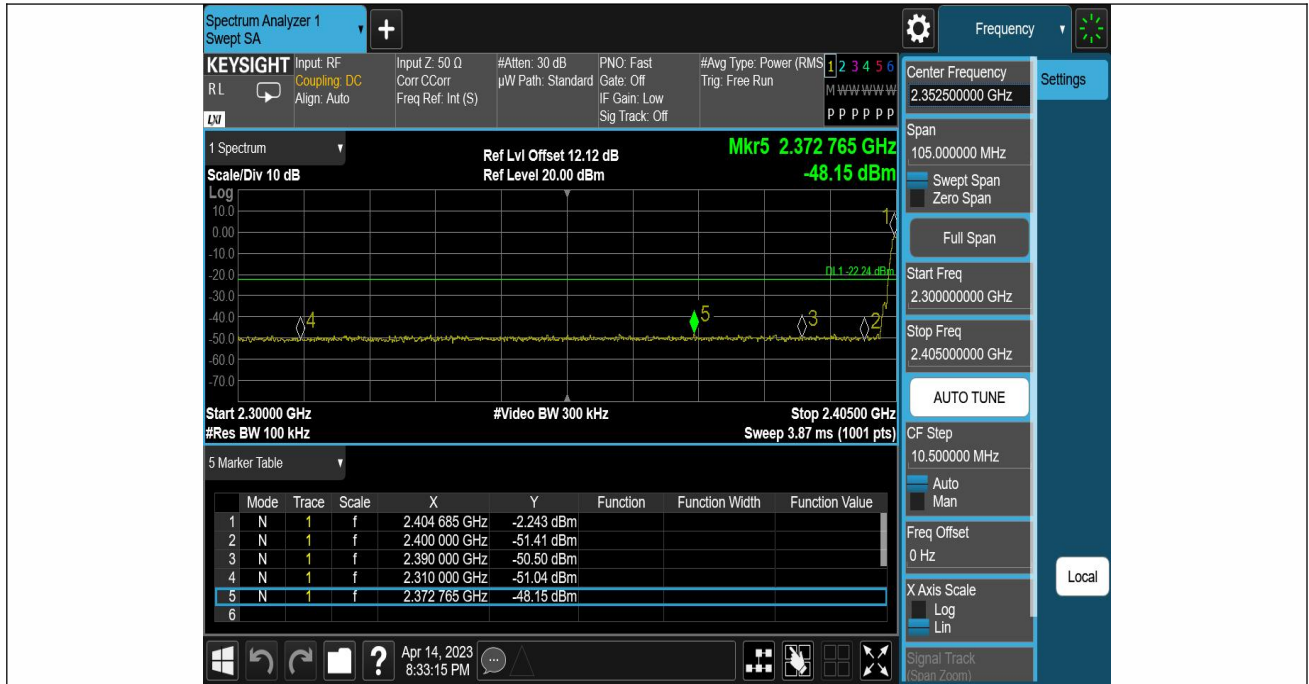 Spectrum Analyzer 1
Swept SA
+
Frequency
KEYSIGHT
RL
LXI
Input: RF
Coupling: DC
Align: Auto
Input Z: 50 Ω
Corr CCorr
Freq Ref: Int (S)
#Atten: 30 dB
µW Path: Standard
PNO: Fast
Gate: Off
IF Gain: Low
Sig Track: Off
#Avg Type: Power (RMS
Trig: Free Run
1 2 3 4 5 6
M W W W W W
P P P P P P
1 Spectrum
Scale/Div 10 dB
Ref Lvl Offset 12.12 dB
Ref Level 20.00 dBm
Mkr5 2.372 765 GHz
-48.15 dBm
Log
10.0
0.00
-10.0
-20.0
-30.0
-40.0
-50.0
-60.0
-70.0
1
DL1 -22.24 dBm
4
5
3
2
Start 2.30000 GHz
#Video BW 300 kHz
Stop 2.40500 GHz
#Res BW 100 kHz
Sweep 3.87 ms (1001 pts)
5 Marker Table
Mode Trace Scale X Y Function Function Width Function Value
1 N 1 f 2.404 685 GHz -2.243 dBm
2 N 1 f 2.400 000 GHz -51.41 dBm
3 N 1 f 2.390 000 GHz -50.50 dBm
4 N 1 f 2.310 000 GHz -51.04 dBm
5 N 1 f 2.372 765 GHz -48.15 dBm
6
?
Apr 14, 2023
8:33:15 PM
Center Frequency
2.352500000 GHz
Settings
Span
105.000000 MHz
Swept Span
Zero Span
Full Span
Start Freq
2.300000000 GHz
Stop Freq
2.405000000 GHz
AUTO TUNE
CF Step
10.500000 MHz
Auto
Man
Freq Offset
0 Hz
X Axis Scale
Log
Lin
Local
Signal Track
(Span Zoom)